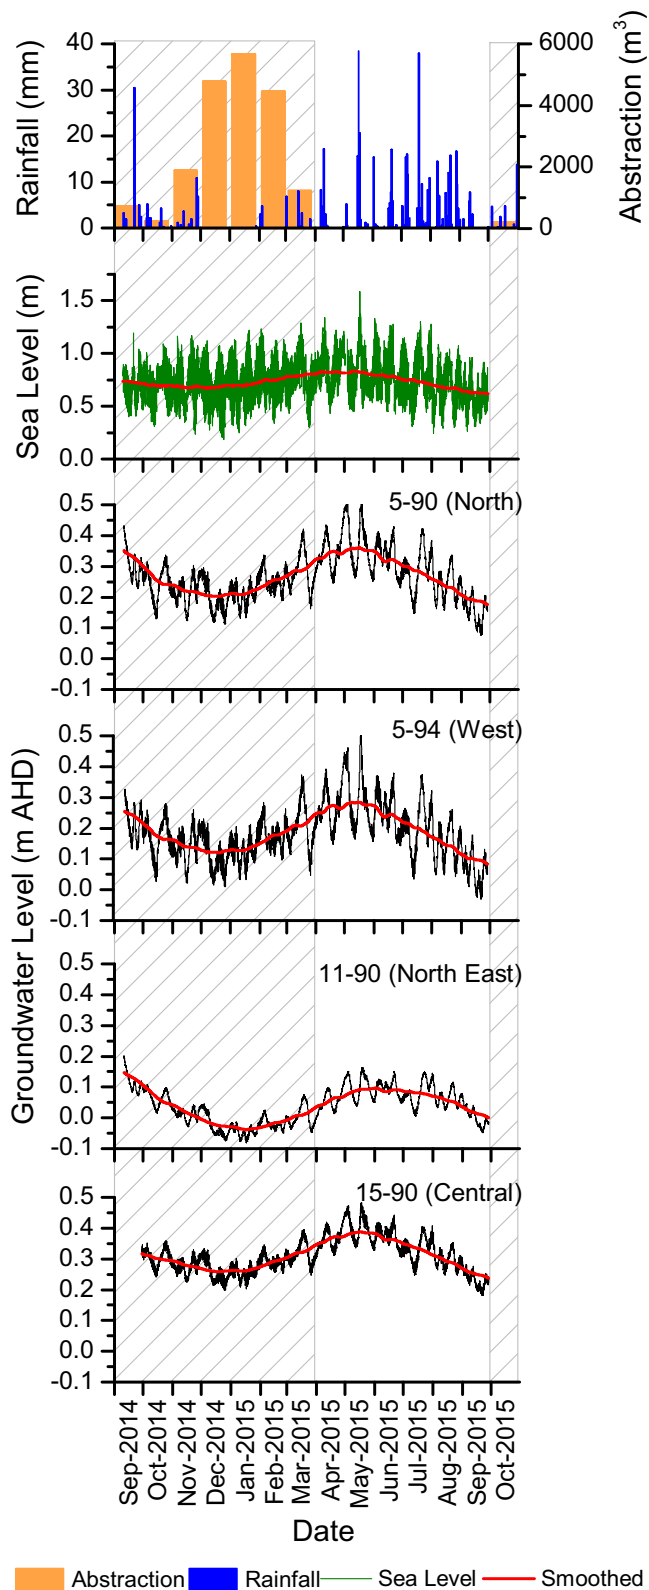 Rainfall (mm)
40
30
20
10
0
6000
4000
2000
0
Abstraction (m³)
Sea Level (m)
1.5
1.0
0.5
0.0
Groundwater Level (m AHD)
5-90 (North)
0.5
0.4
0.3
0.2
0.1
0.0
-0.1
5-94 (West)
0.5
0.4
0.3
0.2
0.1
0.0
-0.1
11-90 (North East)
0.5
0.4
0.3
0.2
0.1
0.0
-0.1
15-90 (Central)
0.5
0.4
0.3
0.2
0.1
0.0
-0.1
Sep-2014
Oct-2014
Nov-2014
Dec-2014
Jan-2015
Feb-2015
Mar-2015
Apr-2015
May-2015
Jun-2015
Jul-2015
Aug-2015
Sep-2015
Oct-2015
Date
Abstraction Rainfall Sea Level Smoothed